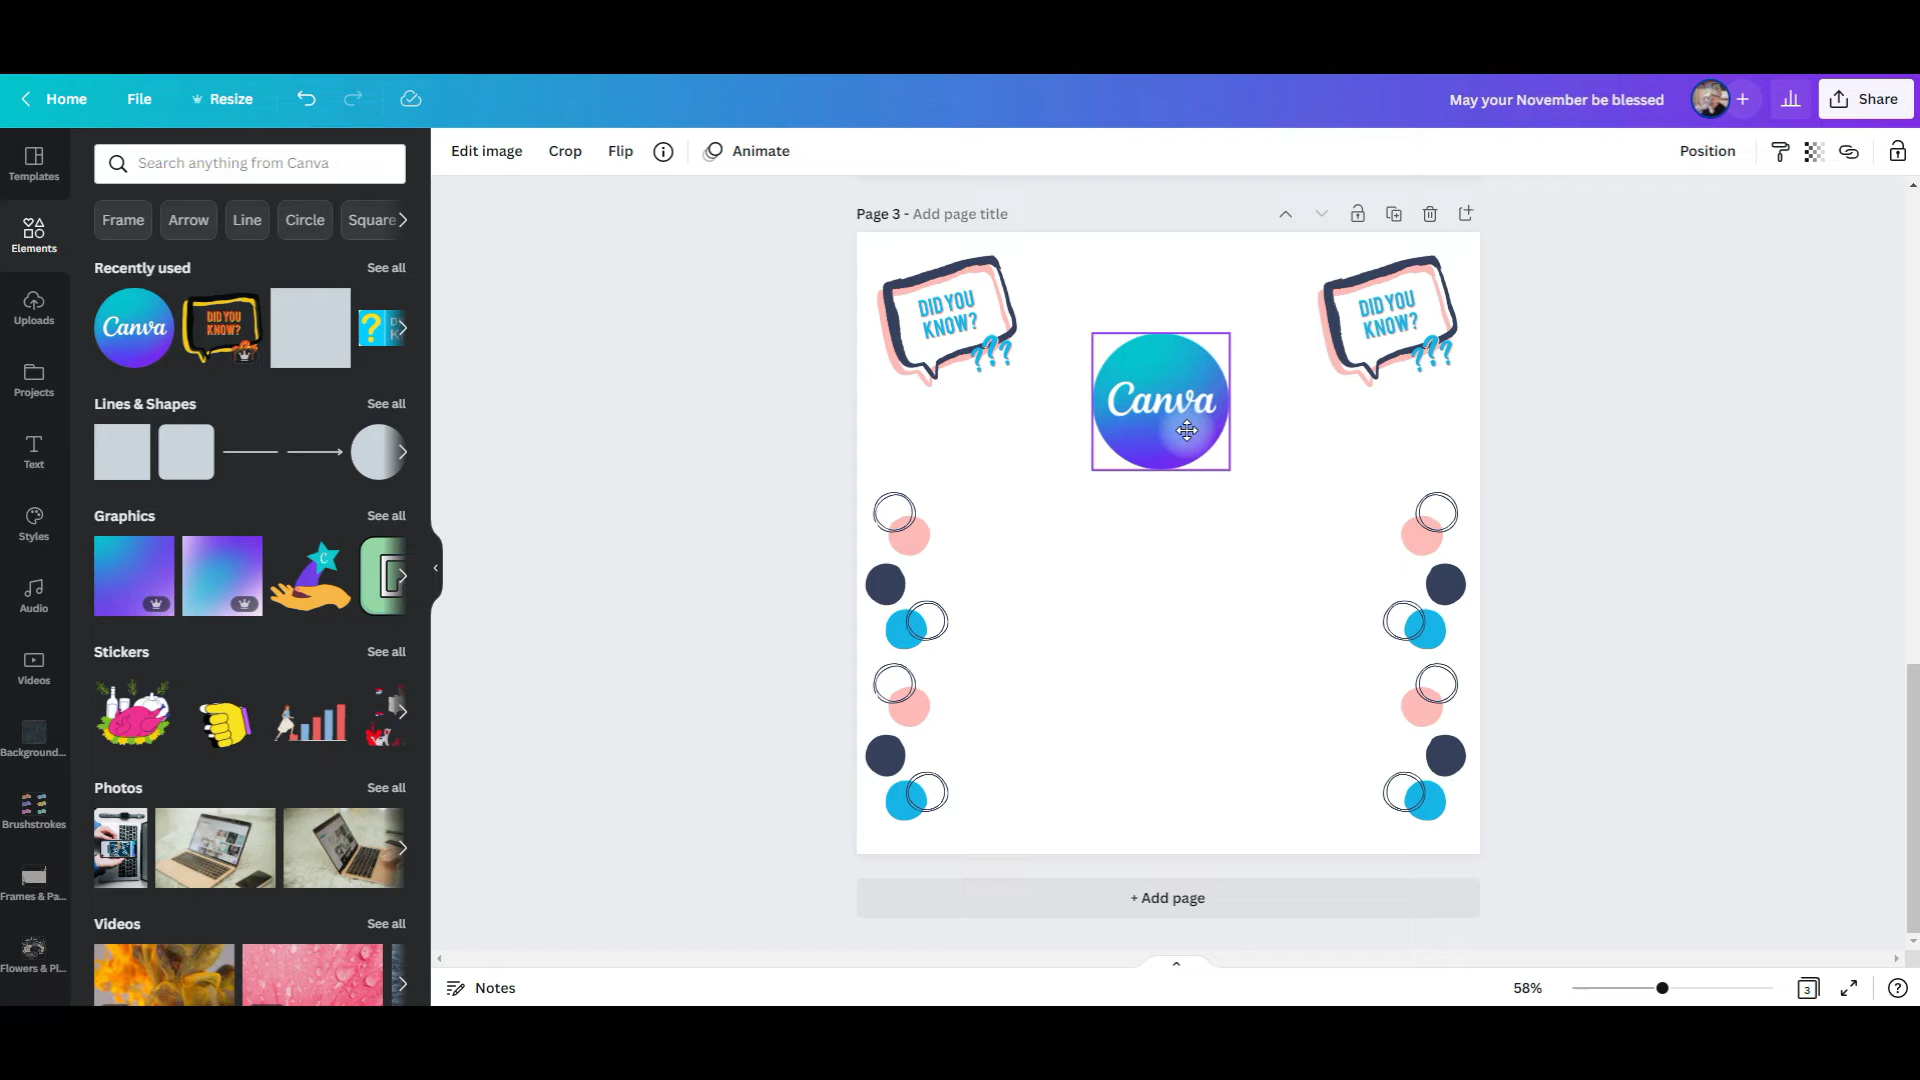 Home
File
Resize
May your November be blessed
Share
Templates
Elements
Uploads
Projects
Text
Styles
Audio
Videos
Background...
Brushstrokes
Frames & Pa...
Flowers & Pl...
Search anything from Canva
Frame
Arrow
Line
Circle
Square
Recently used
See all
Canva
DID YOU
KNOW?
?
Lines & Shapes
See all
Graphics
See all
C
Stickers
See all
Photos
See all
Videos
See all
Edit image
Crop
Flip
Animate
Position
Page 3 - Add page title
DID YOU
KNOW?
???
Canva
DID YOU
KNOW?
???
+ Add page
Notes
58%
3